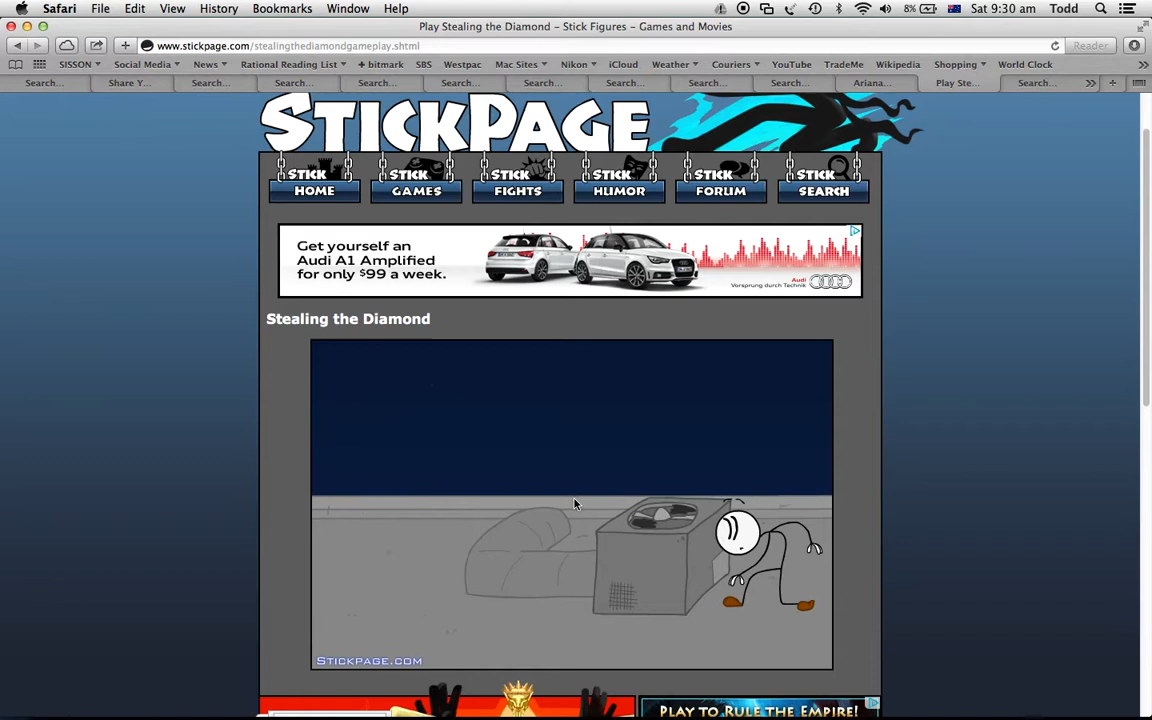 Safari File Edit View History Bookmarks Window Help 8% Sat 9:30 am Todd
Play Stealing the Diamond – Stick Figures – Games and Movies
www.stickpage.com/stealingthediamondgameplay.shtml Reader
SISSON Social Media News Rational Reading List + bitmark SBS Westpac Mac Sites Nikon iCloud Weather Couriers YouTube TradeMe Wikipedia Shopping World Clock
Search... Share Y... Search... Search... Search... Search... Search... Search... Search... Search... Ariana... Play Ste... Search...
STICKPAGE
STICK HOME STICK GAMES STICK FIGHTS STICK HUMOR STICK FORUM STICK SEARCH
Get yourself an
Audi A1 Amplified
for only $99 a week.
Audi
Vorsprung durch Technik
Stealing the Diamond
STICKPAGE.COM
PLAY TO RULE THE EMPIRE!